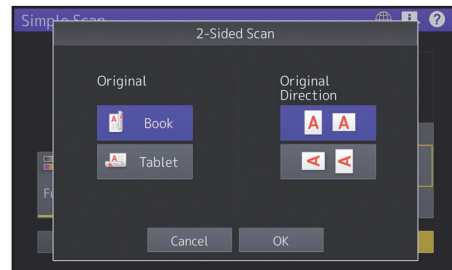 Simple Scan
2-Sided Scan
Original
Book
Tablet
Original
Direction
A A
A A
Cancel
OK